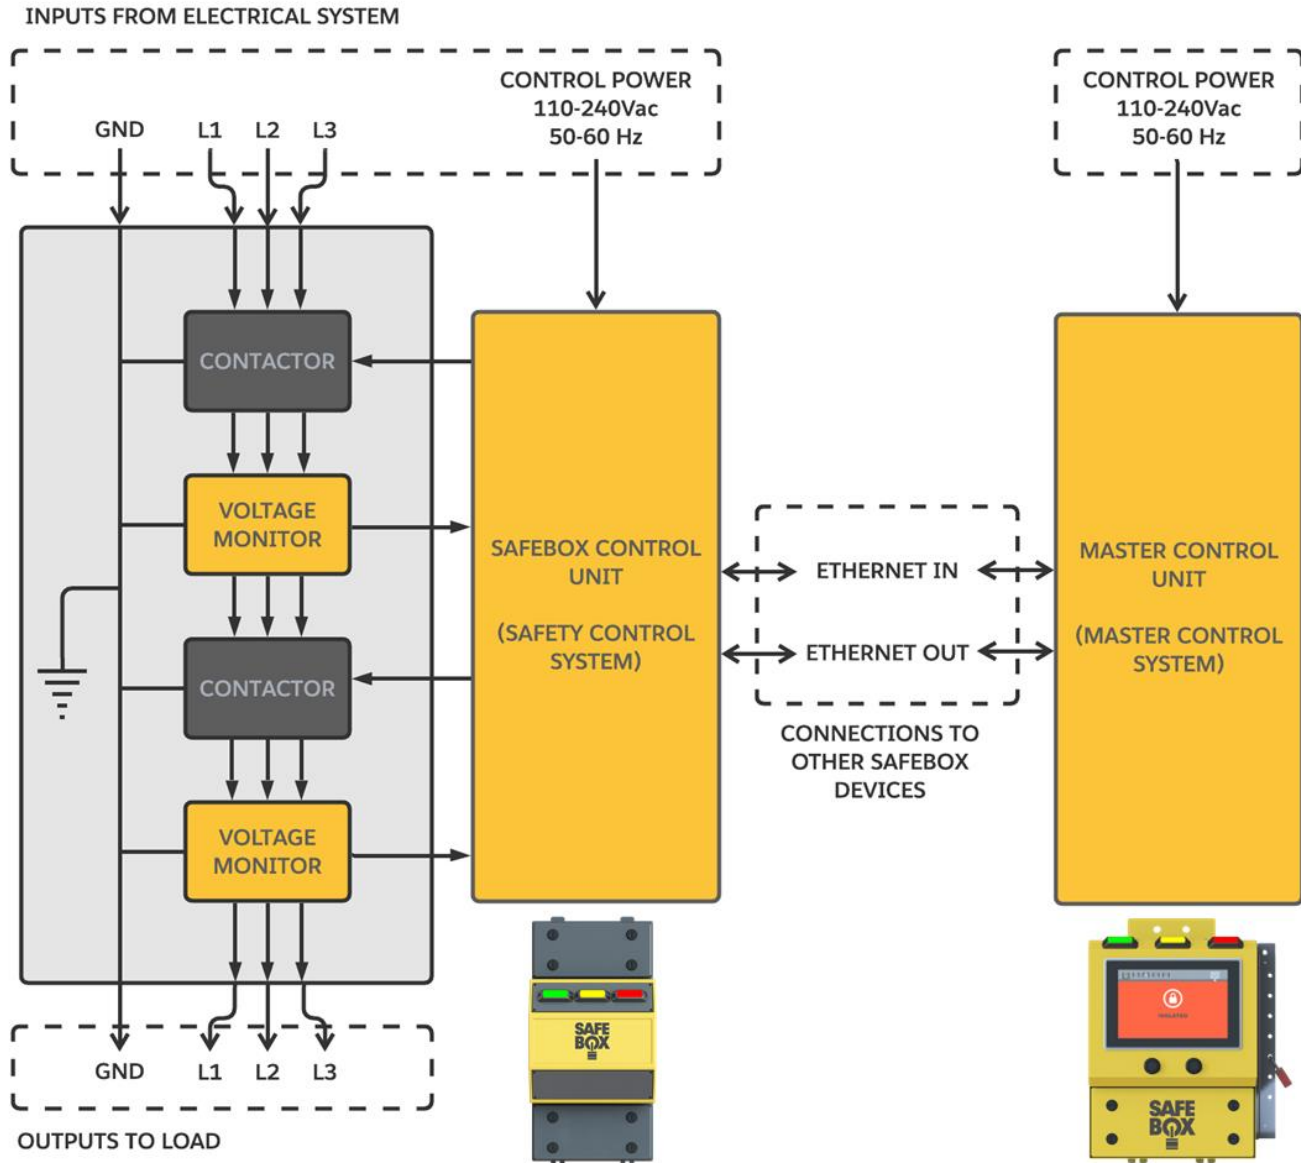 INPUTS FROM ELECTRICAL SYSTEM
CONTROL POWER
110-240Vac
50-60 Hz
CONTROL POWER
110-240Vac
50-60 Hz
GND L1 L2 L3
CONTACTOR
VOLTAGE
MONITOR
CONTACTOR
VOLTAGE
MONITOR
SAFEBOX CONTROL
UNIT
(SAFETY CONTROL
SYSTEM)
ETHERNET IN
ETHERNET OUT
CONNECTIONS TO
OTHER SAFEBOX
DEVICES
MASTER CONTROL
UNIT
(MASTER CONTROL
SYSTEM)
GND L1 L2 L3
OUTPUTS TO LOAD
SAFE
BOX
ISOLATED
SAFE
BOX